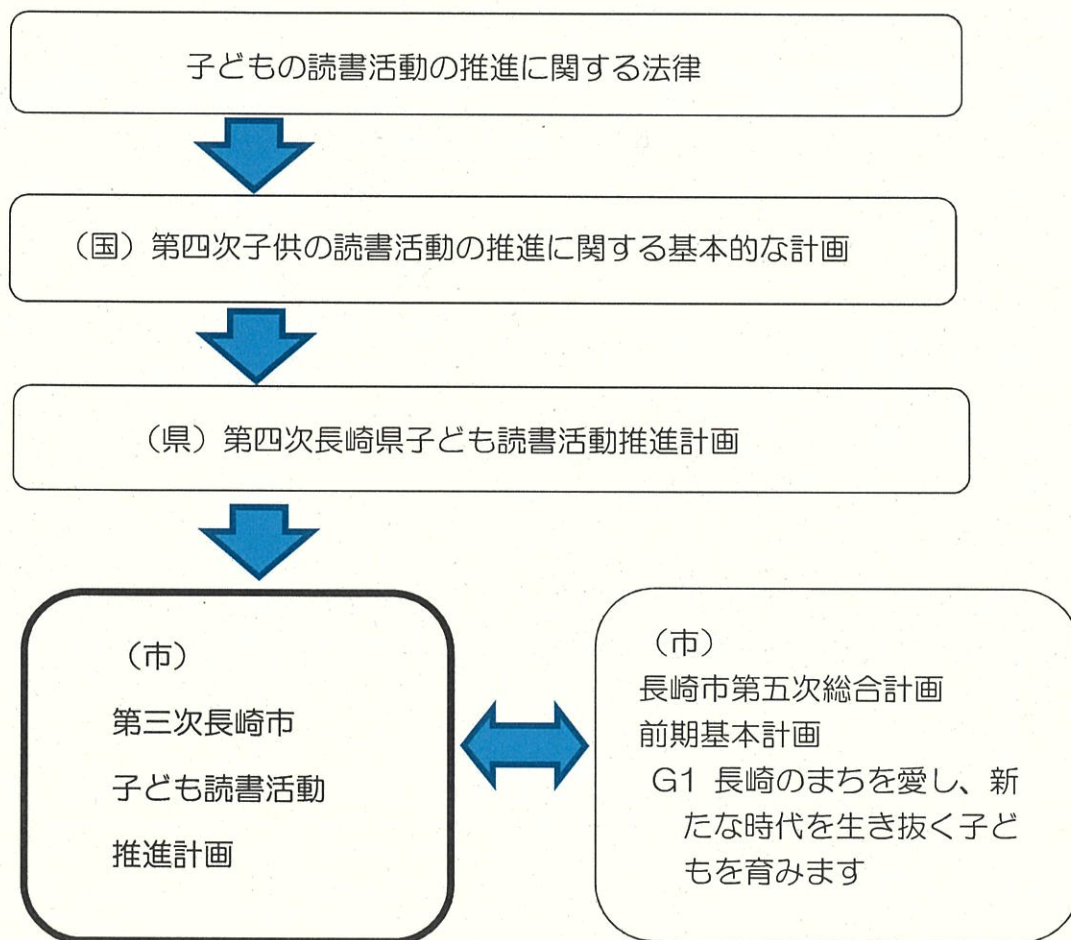 子どもの読書活動の推進に関する法律
（国）第四次子供の読書活動の推進に関する基本的な計画
（県）第四次長崎県子ども読書活動推進計画
（市）
第三次長崎市
子ども読書活動
推進計画
（市）
長崎市第五次総合計画
前期基本計画
G1 長崎のまちを愛し、新
たな時代を生き抜く子ど
もを育みます